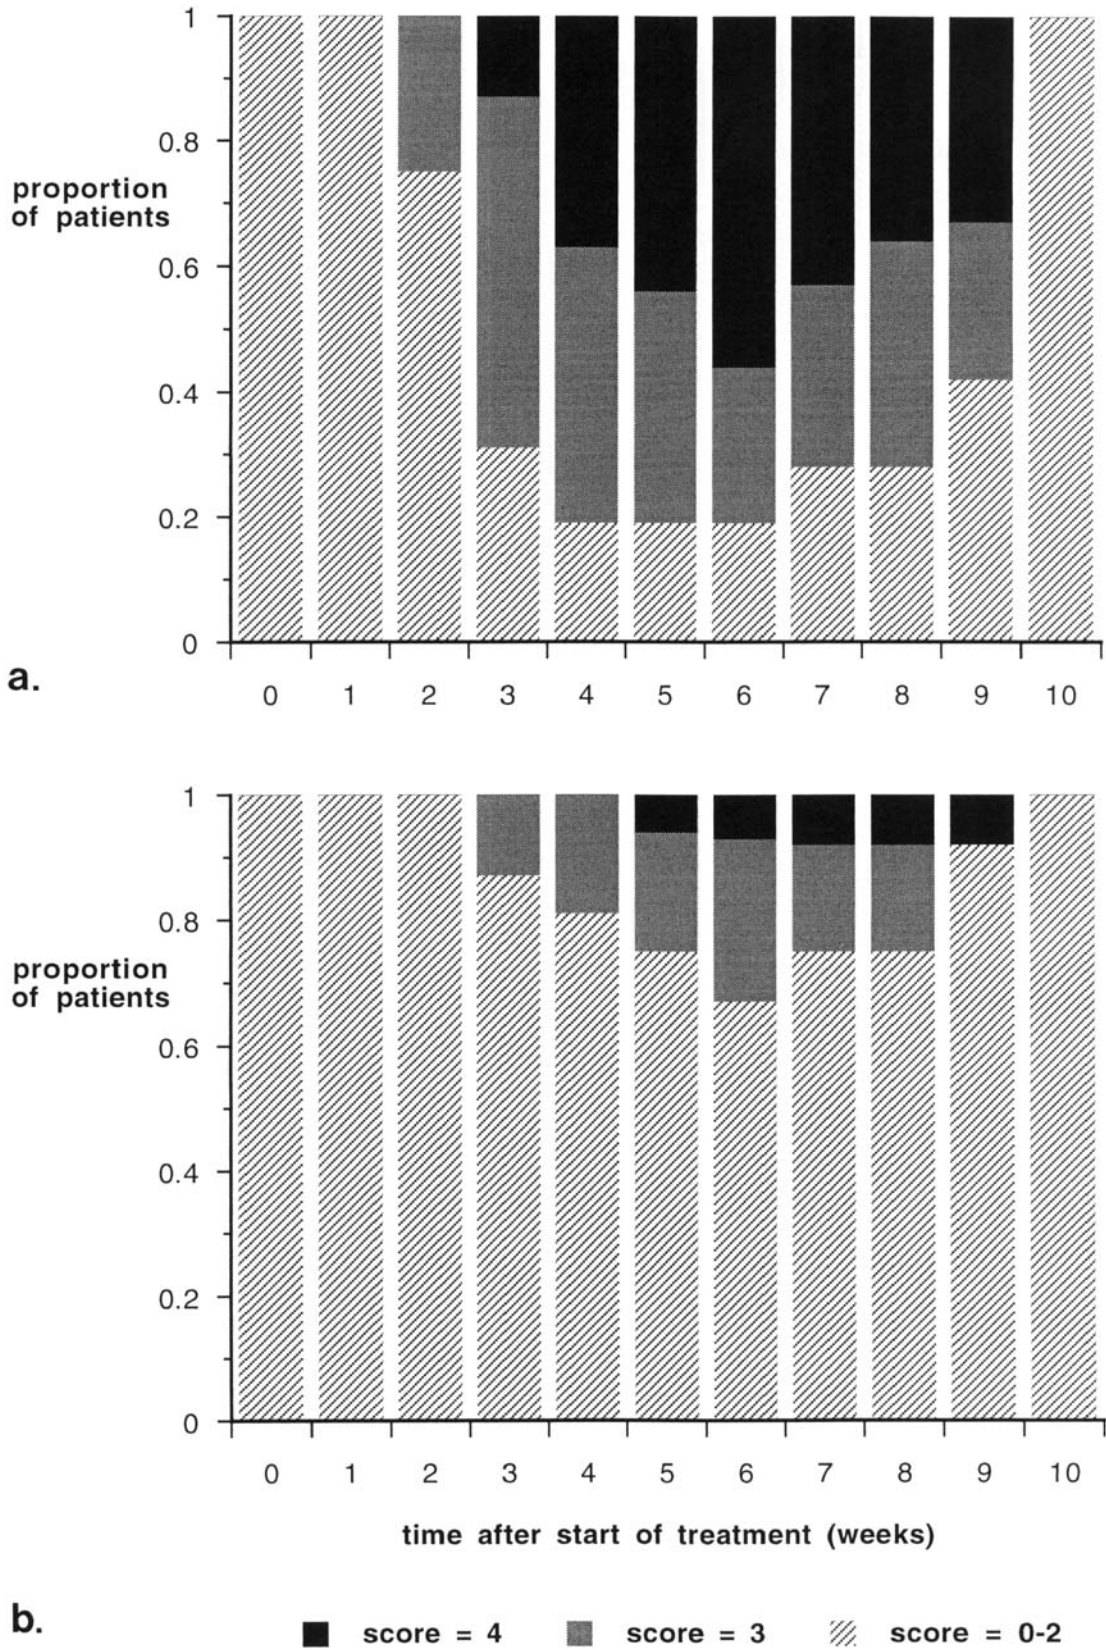 1
0.8
proportion
of patients
0.6
0.4
0.2
0
a.
0 1 2 3 4 5 6 7 8 9 10
1
0.8
proportion
of patients
0.6
0.4
0.2
0
0 1 2 3 4 5 6 7 8 9 10
time after start of treatment (weeks)
b.
score = 4 score = 3 score = 0-2